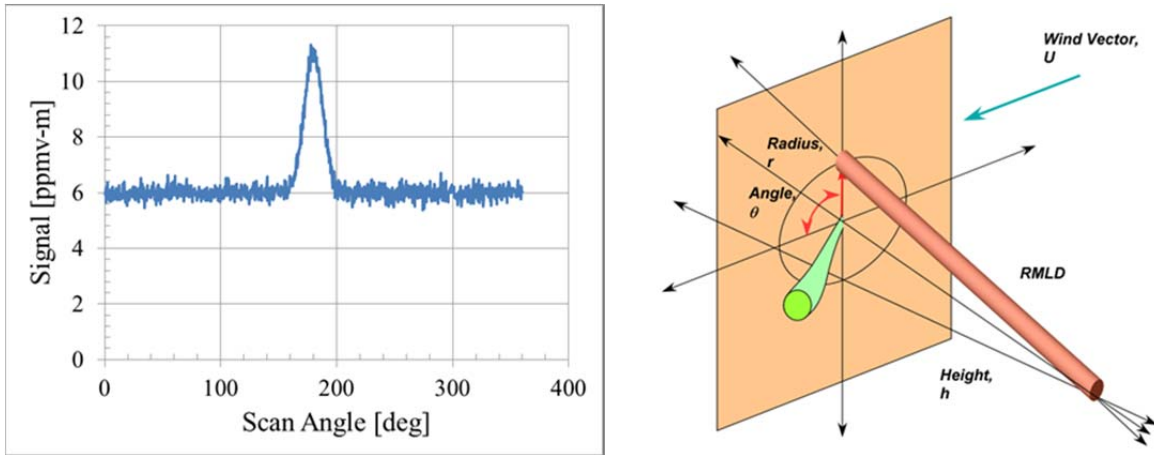 12
10
8
6
4
2
0
Signal [ppmv-m]
0 100 200 300 400
Scan Angle [deg]
Wind Vector,
U
Radius,
r
Angle,
θ
RMLD
Height,
h